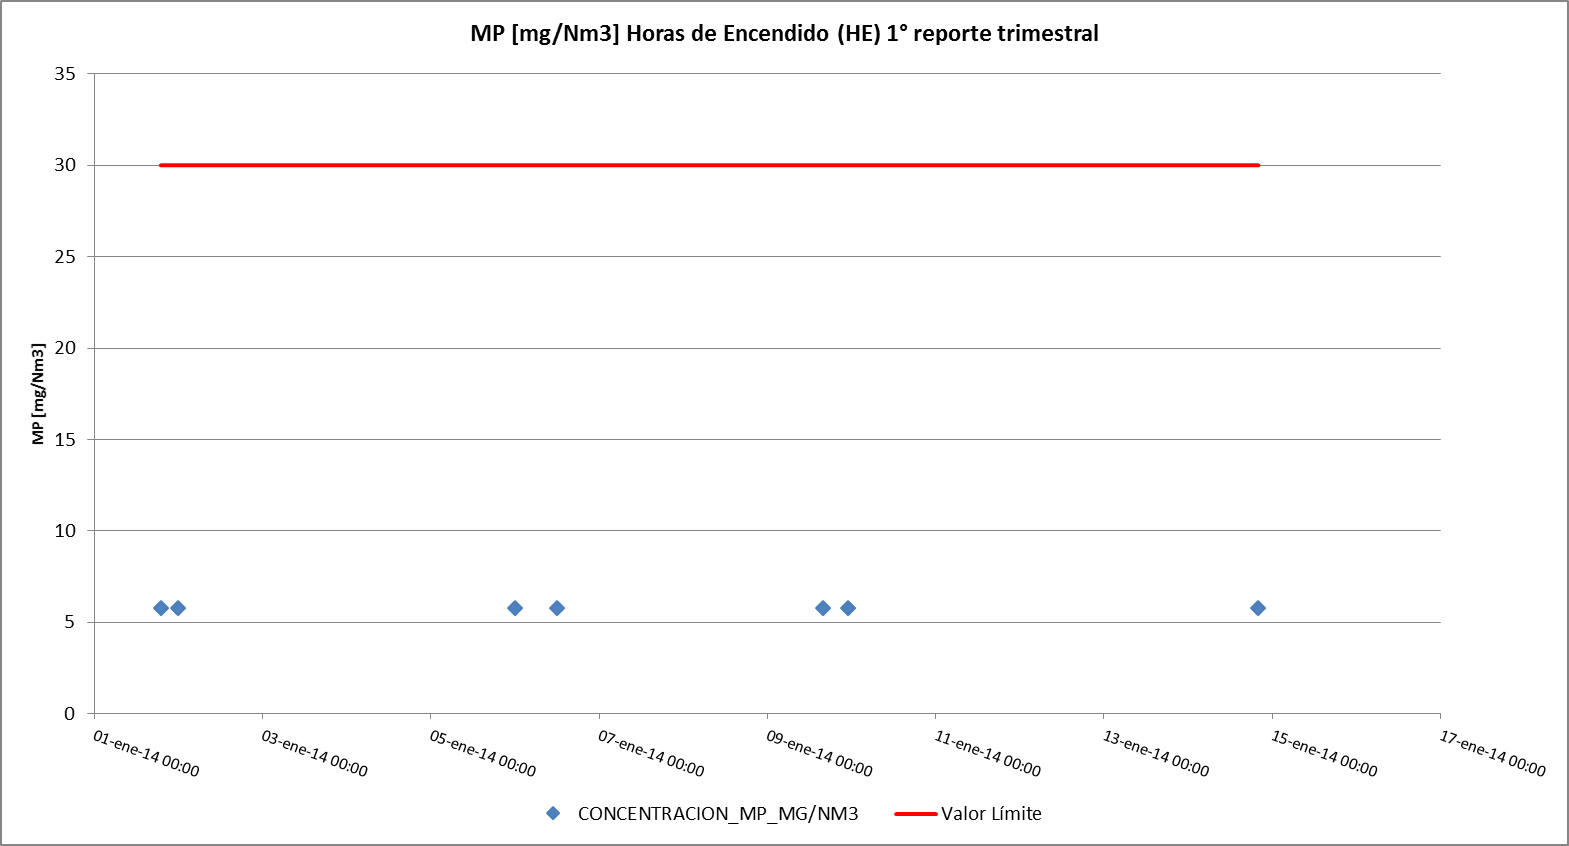 MP [mg/Nm3] Horas de Encendido (HE) 1° reporte trimestral
35
30
25
20
15
10
5
0
MP [mg/Nm3]
01-ene-14 00:00
03-ene-14 00:00
05-ene-14 00:00
07-ene-14 00:00
09-ene-14 00:00
11-ene-14 00:00
13-ene-14 00:00
15-ene-14 00:00
17-ene-14 00:00
CONCENTRACION_MP_MG/NM3
Valor Límite